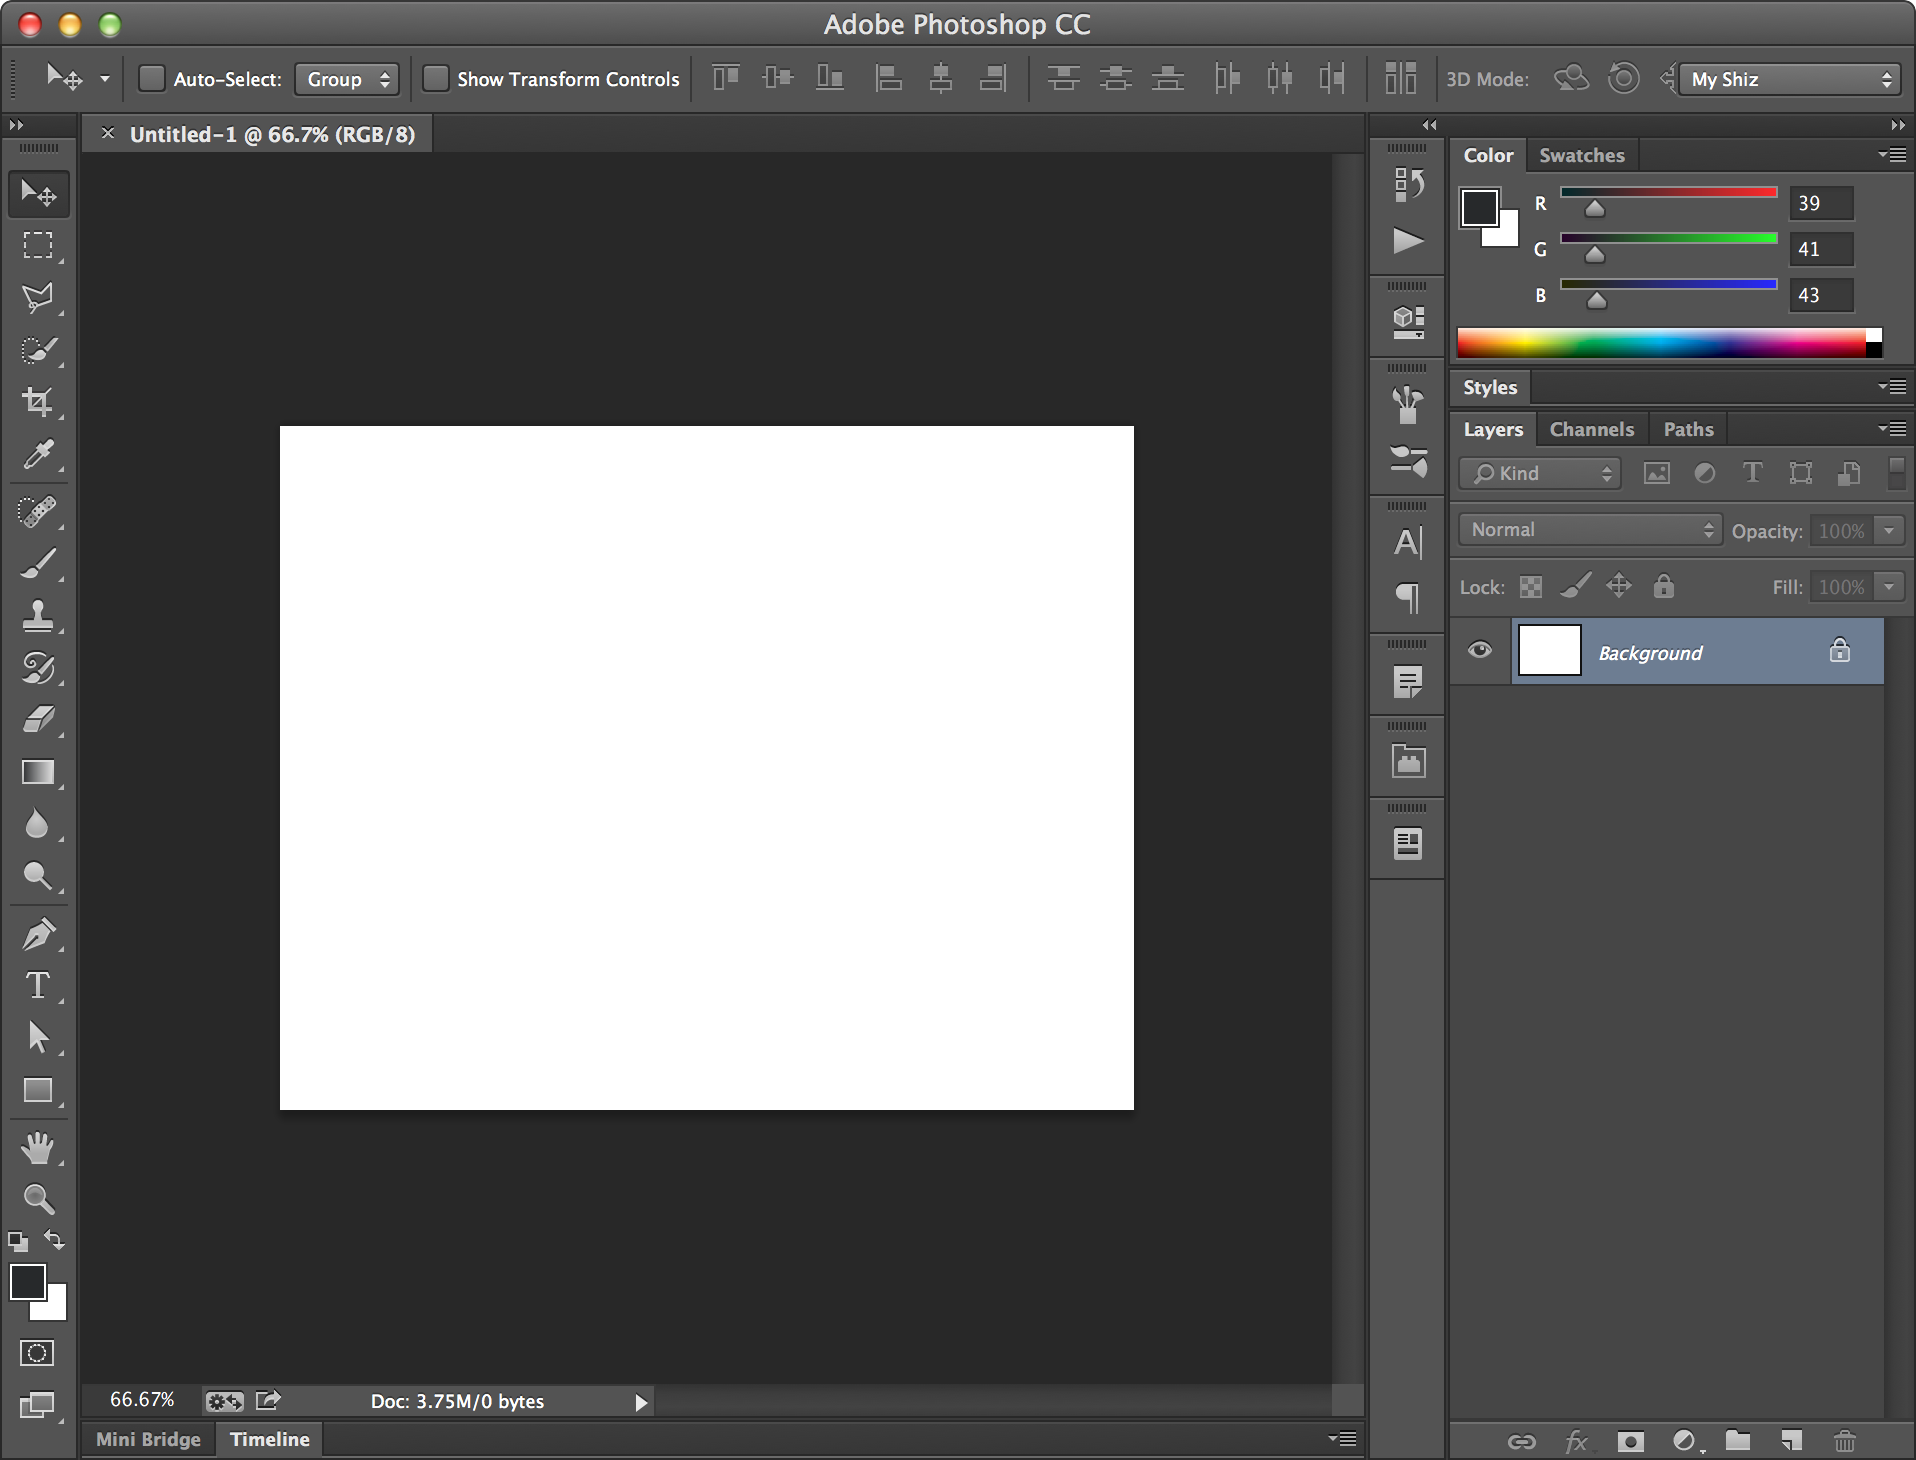 Adobe Photoshop CC
Auto-Select: Group Show Transform Controls 3D Mode: My Shiz
× Untitled-1 @ 66.7% (RGB/8)
Color Swatches
R 39
G 41
B 43
Styles
Layers Channels Paths
Kind
Normal Opacity: 100%
Lock: Fill: 100%
Background
66.67% Doc: 3.75M/0 bytes
Mini Bridge Timeline
fx